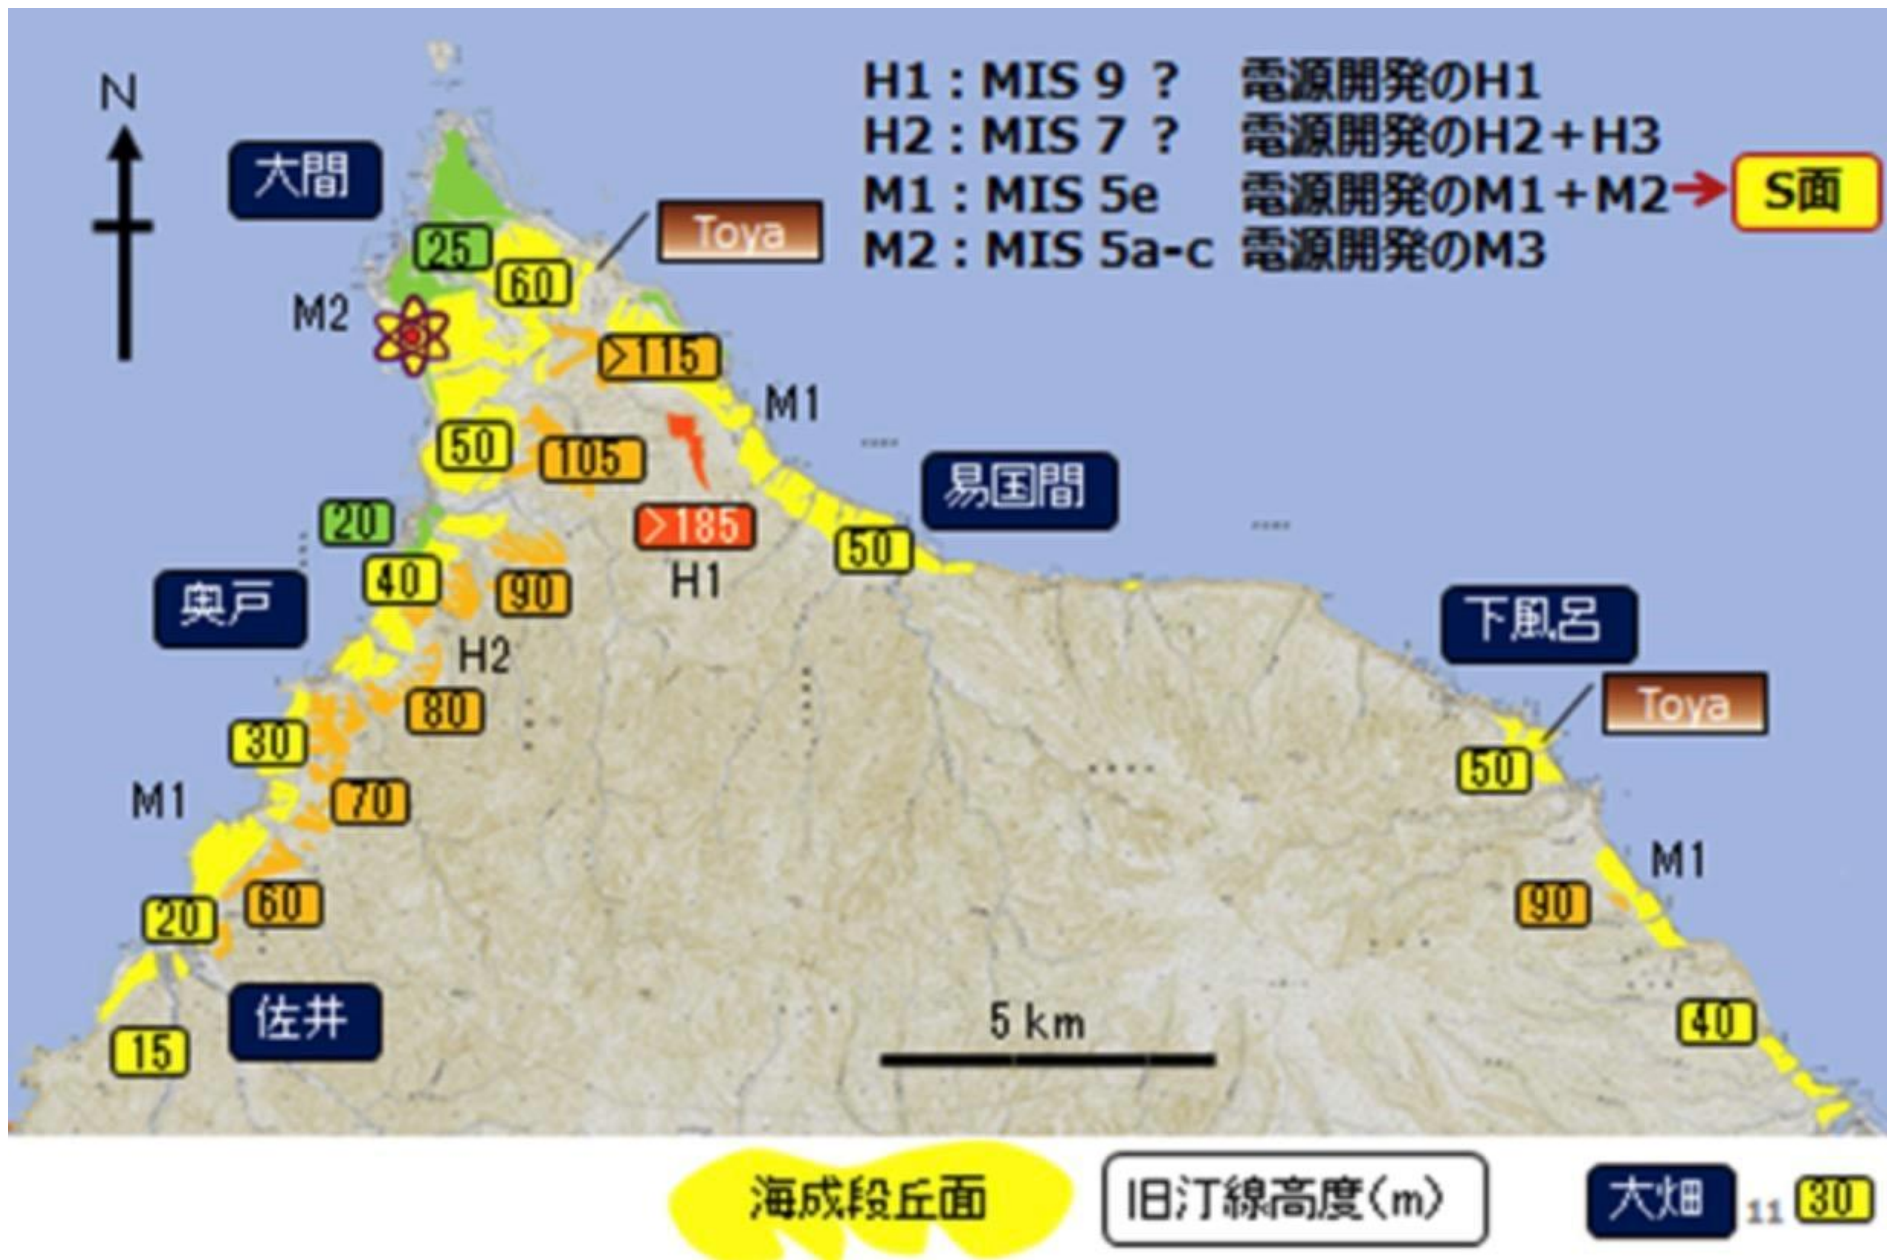 N
H1：MIS 9 ？ 電源開発のH1
H2：MIS 7 ？ 電源開発のH2＋H3
M1：MIS 5e 電源開発のM1＋M2
S面
M2：MIS 5a-c 電源開発のM3
大間
Toya
25
60
M2
>115
M1
50
105
易国間
20
>185
50
40
90
H1
奥戸
下風呂
H2
Toya
80
30
50
70
M1
M1
60
90
20
佐井
5 km
40
15
海成段丘面
旧汀線高度(m)
大畑
11
30